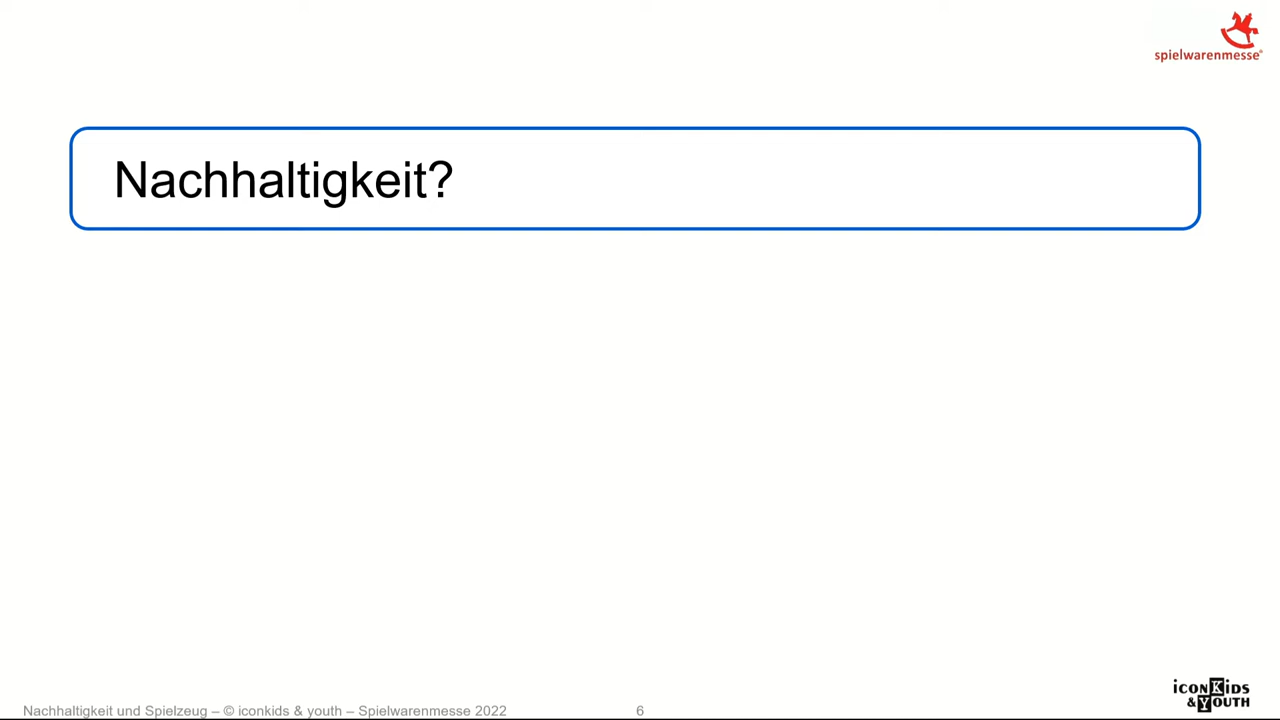 spielwarenmesse®
Nachhaltigkeit?
iconKids
& YOUTH
Nachhaltigkeit und Spielzeug – © iconkids & youth – Spielwarenmesse 2022
6